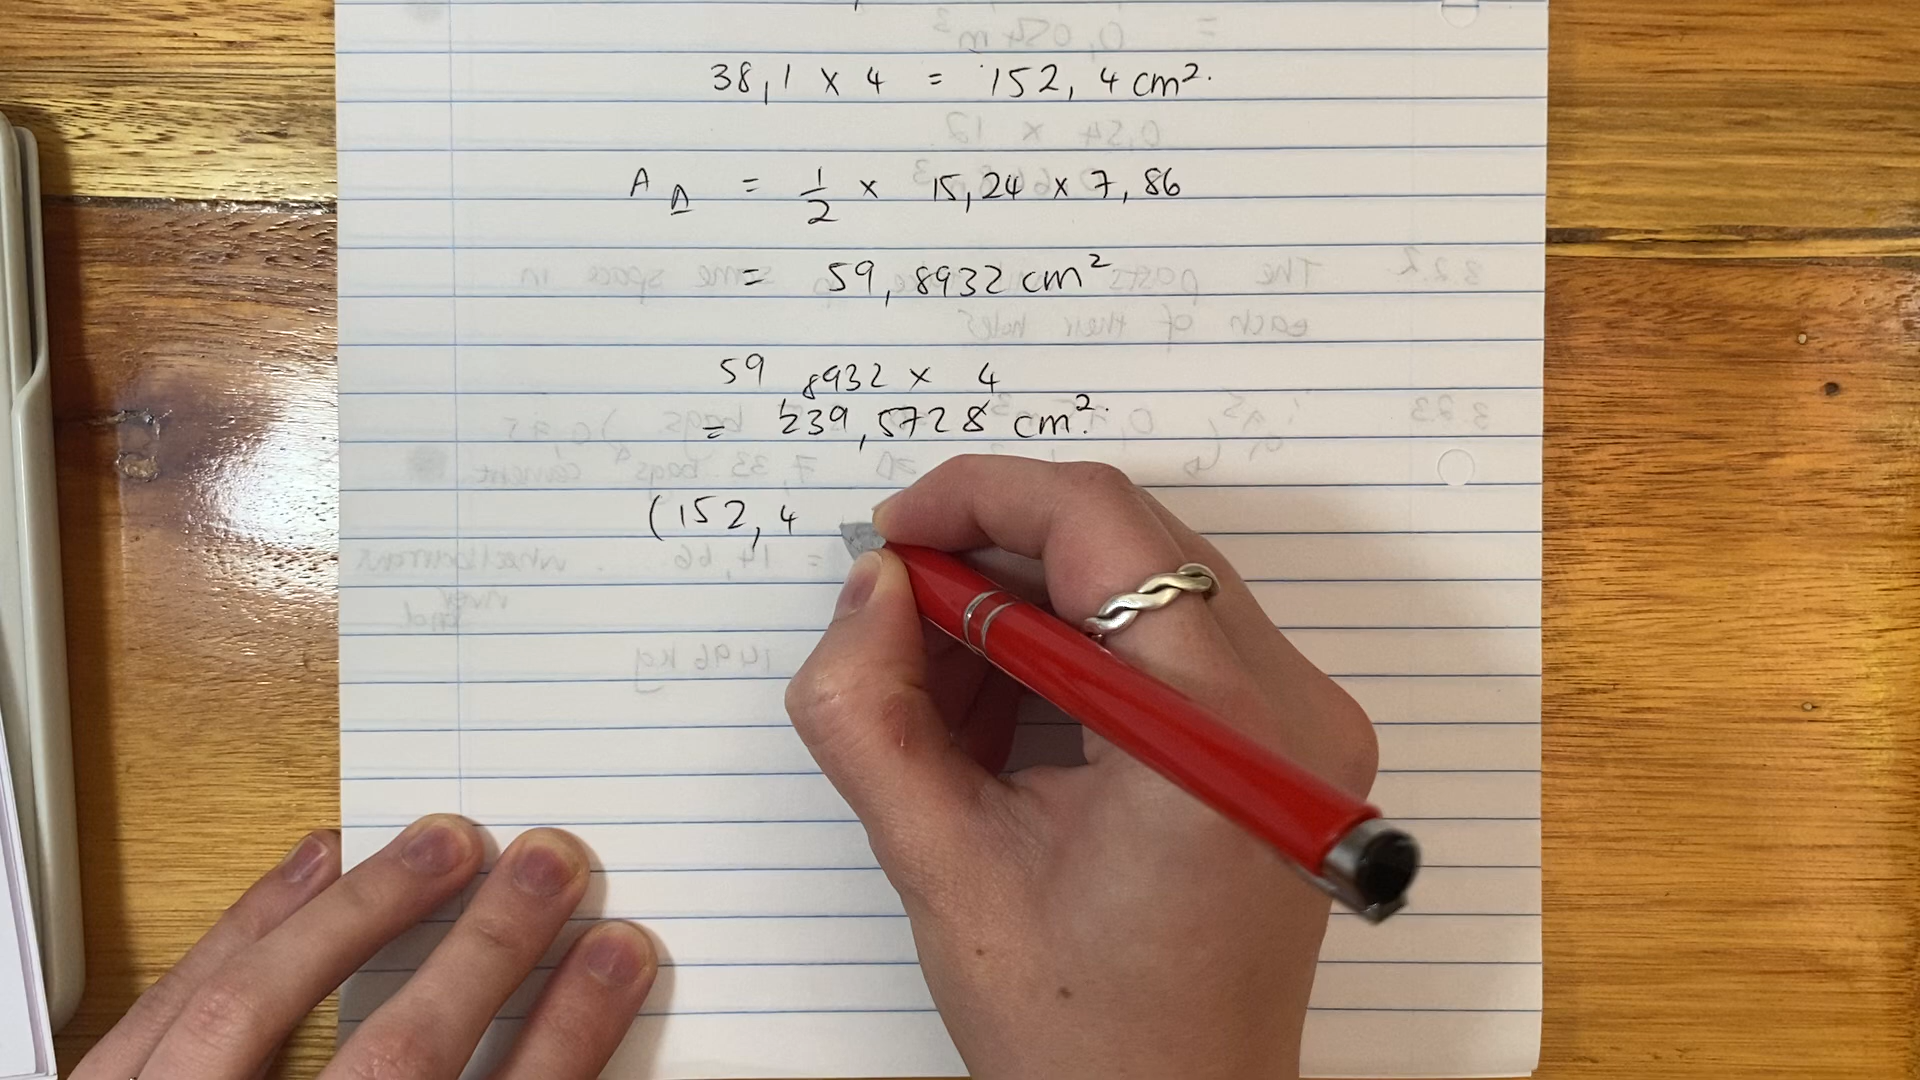 38,1 x 4 = 152,4 cm².
A△ = 1/2 x 15,24 x 7,86
= 59,8932 cm²
59 8932 x 4
= 239,5728 cm².
(152,4